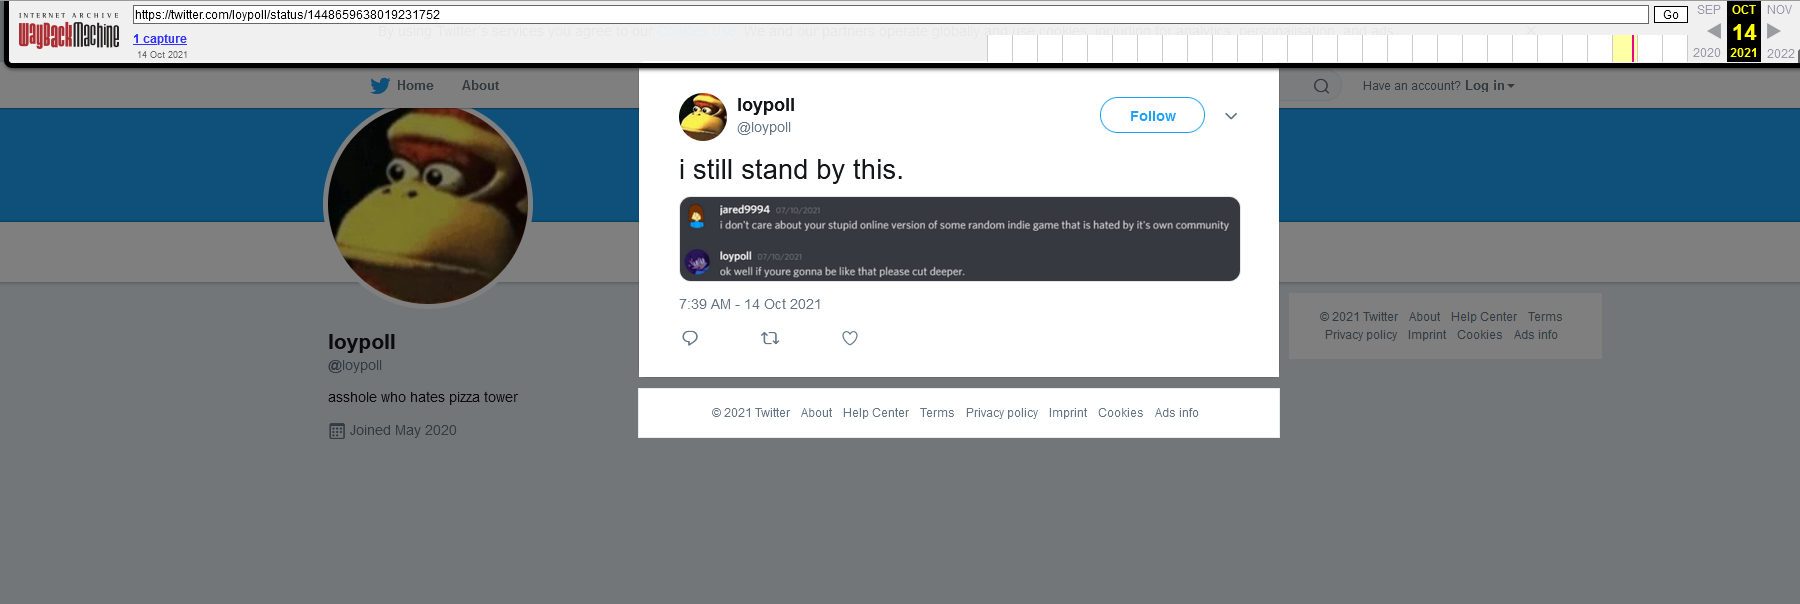 INTERNET ARCHIVE
WayBackMachine
https://twitter.com/loypoll/status/1448659638019231752
Go
1 capture
14 Oct 2021
By using Twitter's services you agree to our
We and our partners operate globally and use cookies, including for analytics, personalisation, and ads.
SEP OCT NOV
14
2020 2021 2022
Home About
Have an account? Log in
loypoll
@loypoll
Follow
i still stand by this.
jared9994 07/10/2021
i don't care about your stupid online version of some random indie game that is hated by it's own community
loypoll 07/10/2021
ok well if youre gonna be like that please cut deeper.
7:39 AM - 14 Oct 2021
loypoll
@loypoll
asshole who hates pizza tower
Joined May 2020
© 2021 Twitter About Help Center Terms
Privacy policy Imprint Cookies Ads info
© 2021 Twitter About Help Center Terms Privacy policy Imprint Cookies Ads info